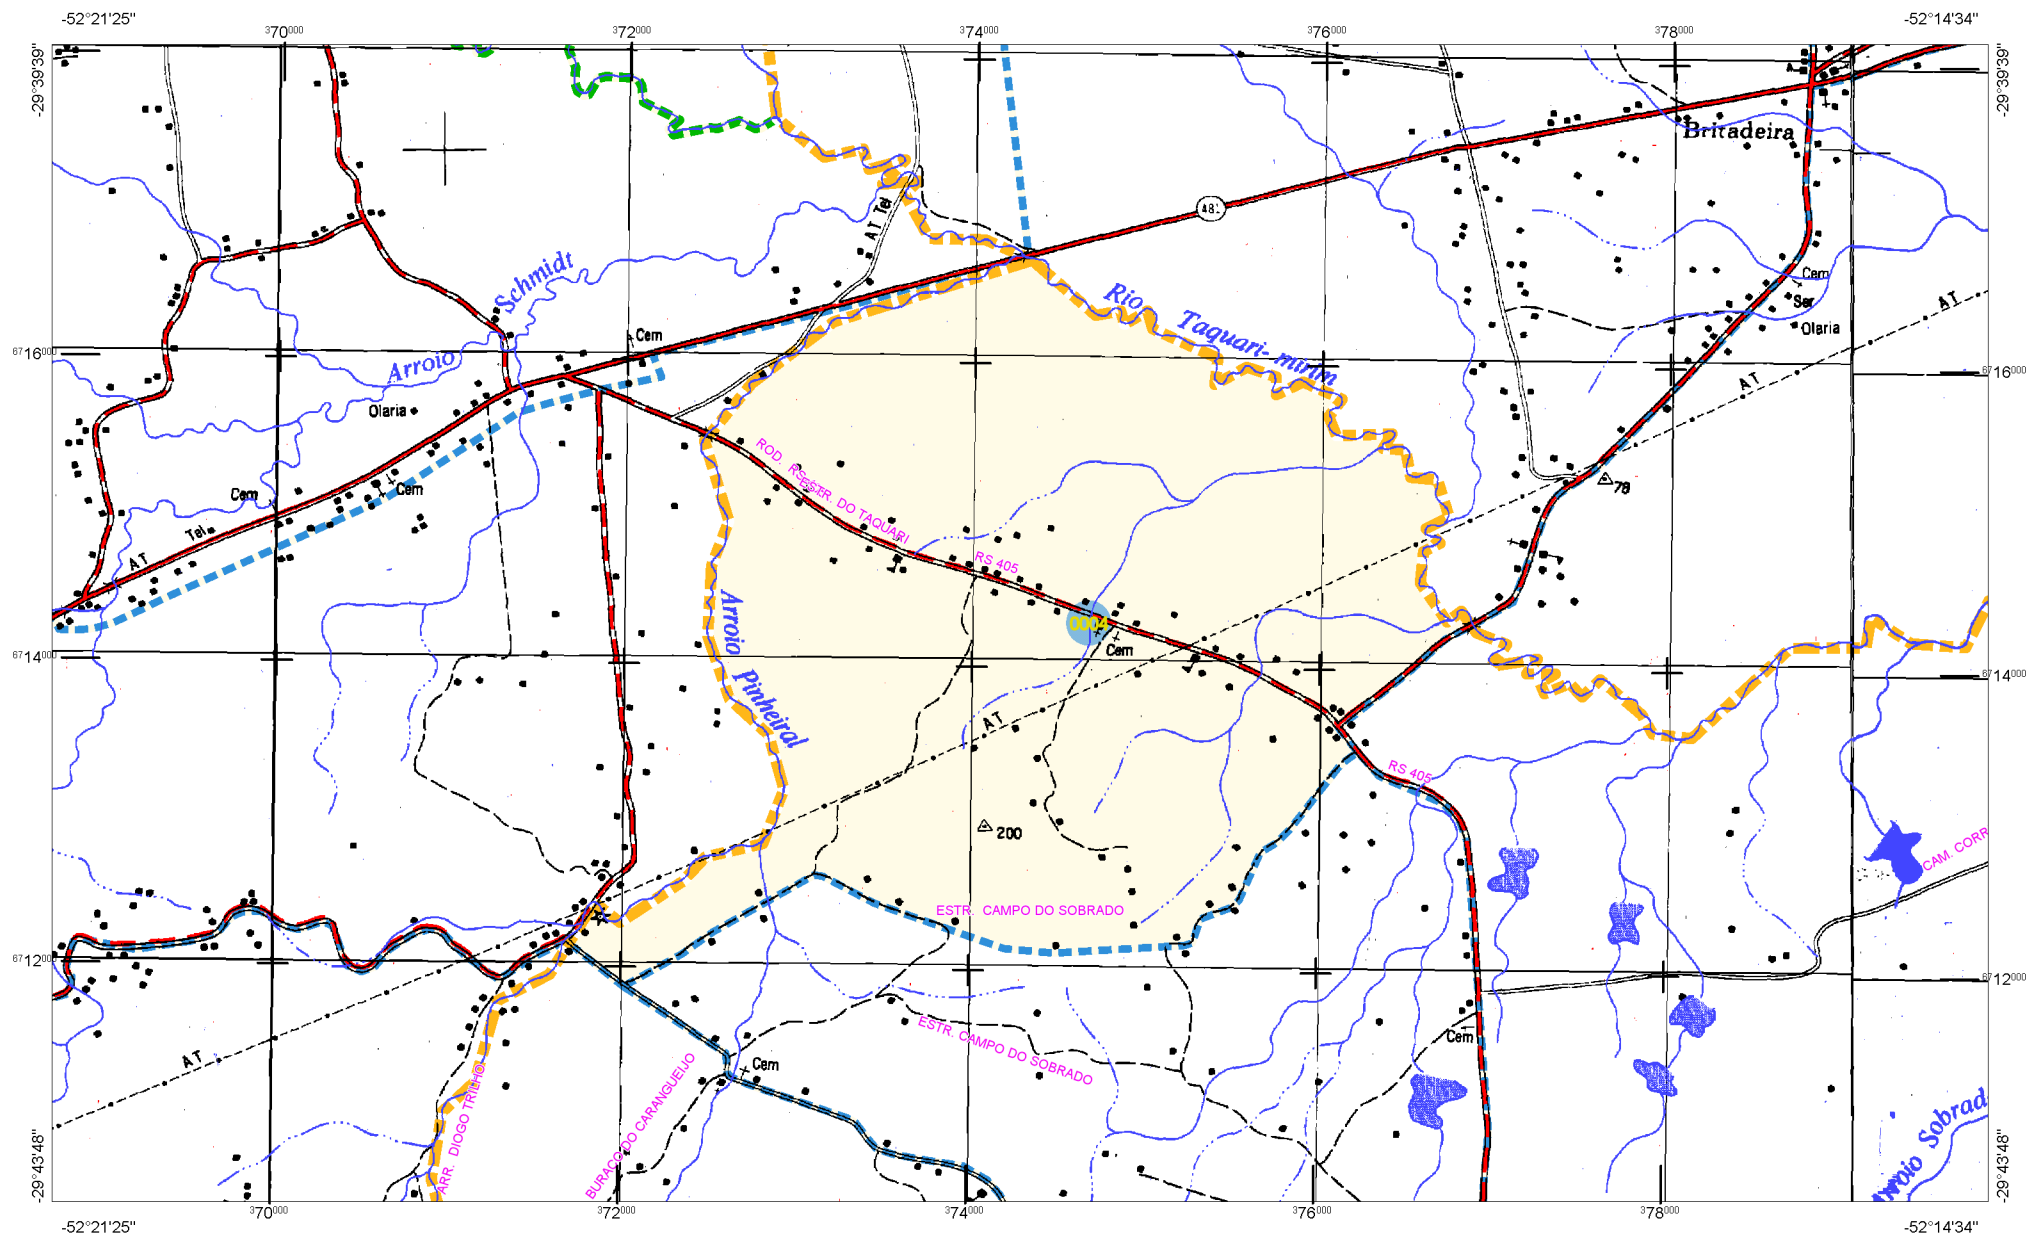 -52°21'25"
-52°14'34"
370000
372000
374000
376000
378000
-29°39'39"
-29°39'39"
Britadeira
481
AT Tel
Schmidt
Cem
Rio
Taquari-mirim
Cem
Ser
Olaria
AT
6716000
Arroio
AT
6716000
Olaria
ROD. RS
ESTR. DO TAQUARI
Cem
Cem
78
Tel
AT
RS 405
0004
Arroio
Cem
6714000
6714000
Pinheiral
AT
RS 405
200
CAM. CORR
ESTR. CAMPO DO SOBRADO
6712000
6712000
ESTR. CAMPO DO SOBRADO
Cem
AT
Cem
BURACO DO CARANGUEIJO
ARR. DIOGO TRILHO
Arroio Sobrad
-29°43'48"
-29°43'48"
370000
372000
374000
376000
378000
-52°21'25"
-52°14'34"